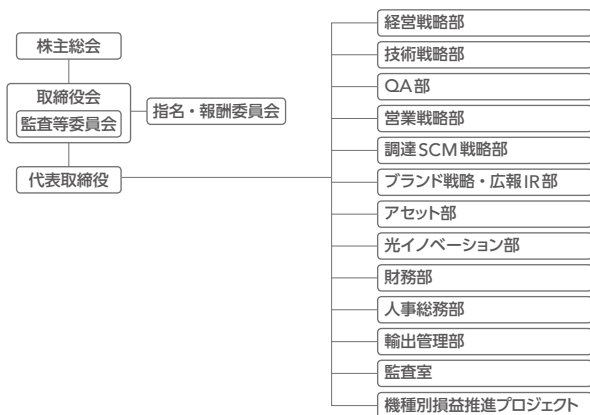 株主総会
取締役会
監査等委員会
指名・報酬委員会
代表取締役
経営戦略部
技術戦略部
QA部
営業戦略部
調達SCM戦略部
ブランド戦略・広報IR部
アセット部
光イノベーション部
財務部
人事総務部
輸出管理部
監査室
機種別損益推進プロジェクト